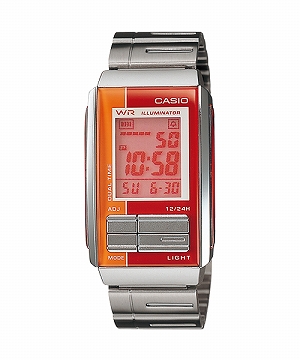 CASIO
WR ILLUMINATOR
50
10:58
SU 6-30
DUAL TIME
ADJ 12/24H
MODE LIGHT